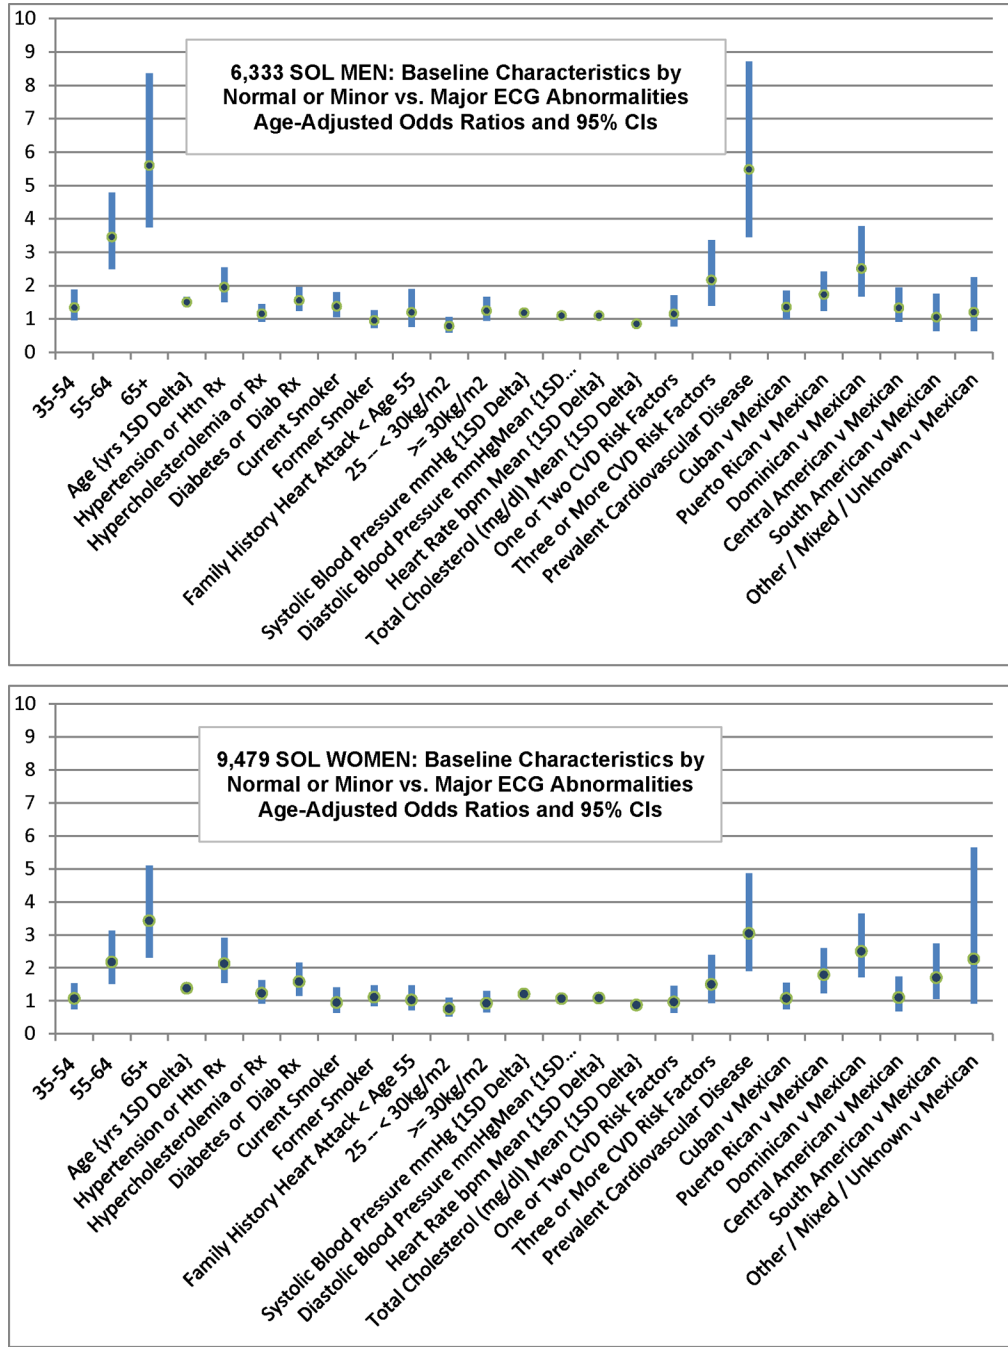 10
9
8
7
6
5
4
3
2
1
0
6,333 SOL MEN: Baseline Characteristics by
Normal or Minor vs. Major ECG Abnormalities
Age-Adjusted Odds Ratios and 95% CIs
35-54
55-64
65+
Age {yrs 1SD Delta}
Hypertension or Htn Rx
Hypercholesterolemia or Rx
Diabetes or  Diab Rx
Current Smoker
Former Smoker
Family History Heart Attack < Age 55
25 -- < 30kg/m2
>= 30kg/m2
Systolic Blood Pressure mmHg {1SD Delta}
Diastolic Blood Pressure mmHgMean {1SD...
Heart Rate bpm Mean {1SD Delta}
Total Cholesterol (mg/dl) Mean {1SD Delta}
One or Two CVD Risk Factors
Three or More CVD Risk Factors
Prevalent Cardiovascular Disease
Cuban v Mexican
Puerto Rican v Mexican
Dominican v Mexican
Central American v Mexican
South American v Mexican
Other / Mixed / Unknown v Mexican
10
9
8
7
6
5
4
3
2
1
0
9,479 SOL WOMEN: Baseline Characteristics by
Normal or Minor vs. Major ECG Abnormalities
Age-Adjusted Odds Ratios and 95% CIs
35-54
55-64
65+
Age {yrs 1SD Delta}
Hypertension or Htn Rx
Hypercholesterolemia or Rx
Diabetes or  Diab Rx
Current Smoker
Former Smoker
Family History Heart Attack < Age 55
25 -- < 30kg/m2
>= 30kg/m2
Systolic Blood Pressure mmHg {1SD Delta}
Diastolic Blood Pressure mmHgMean {1SD...
Heart Rate bpm Mean {1SD Delta}
Total Cholesterol (mg/dl) Mean {1SD Delta}
One or Two CVD Risk Factors
Three or More CVD Risk Factors
Prevalent Cardiovascular Disease
Cuban v Mexican
Puerto Rican v Mexican
Dominican v Mexican
Central American v Mexican
South American v Mexican
Other / Mixed / Unknown v Mexican